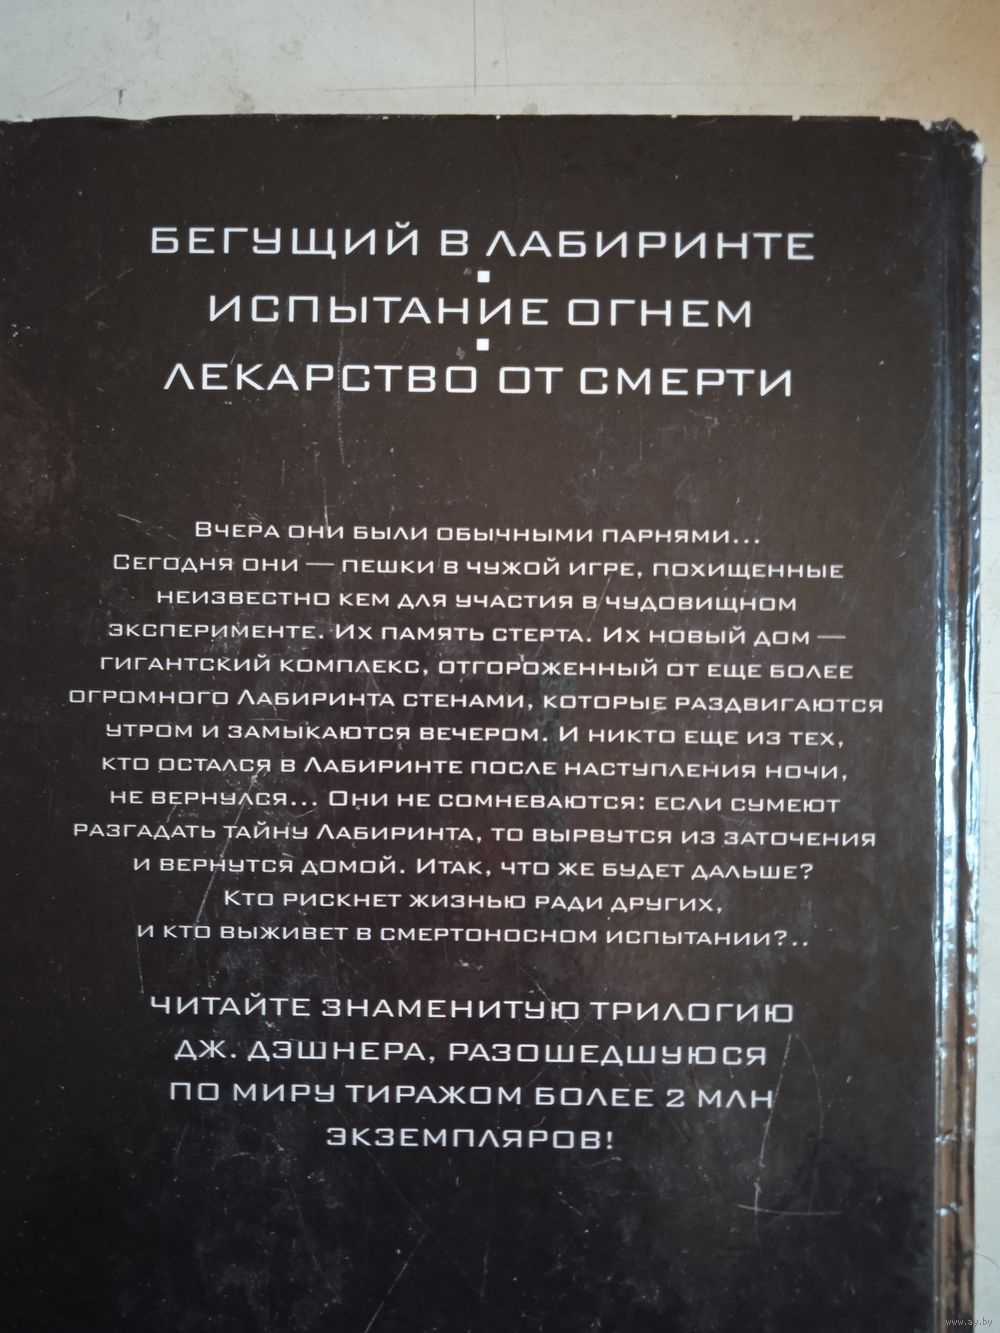 БЕГУЩИЙ В ЛАБИРИНТЕ
ИСПЫТАНИЕ ОГНЕМ
ЛЕКАРСТВО ОТ СМЕРТИ
Вчера они были обычными парнями...
Сегодня они — пешки в чужой игре, похищенные
неизвестно кем для участия в чудовищном
эксперименте. Их память стерта. Их новый дом —
гигантский комплекс, отгороженный от еще более
огромного Лабиринта стенами, которые раздвигаются
утром и замыкаются вечером. И никто еще из тех,
кто остался в Лабиринте после наступления ночи,
не вернулся... Они не сомневаются: если сумеют
разгадать тайну Лабиринта, то вырвутся из заточения
и вернутся домой. Итак, что же будет дальше?
Кто рискнет жизнью ради других,
и кто выживет в смертоносном испытании?..
ЧИТАЙТЕ ЗНАМЕНИТУЮ ТРИЛОГИЮ
ДЖ. ДЭШНЕРА, РАЗОШЕДШУЮСЯ
ПО МИРУ ТИРАЖОМ БОЛЕЕ 2 МЛН
ЭКЗЕМПЛЯРОВ!
www.ay.by